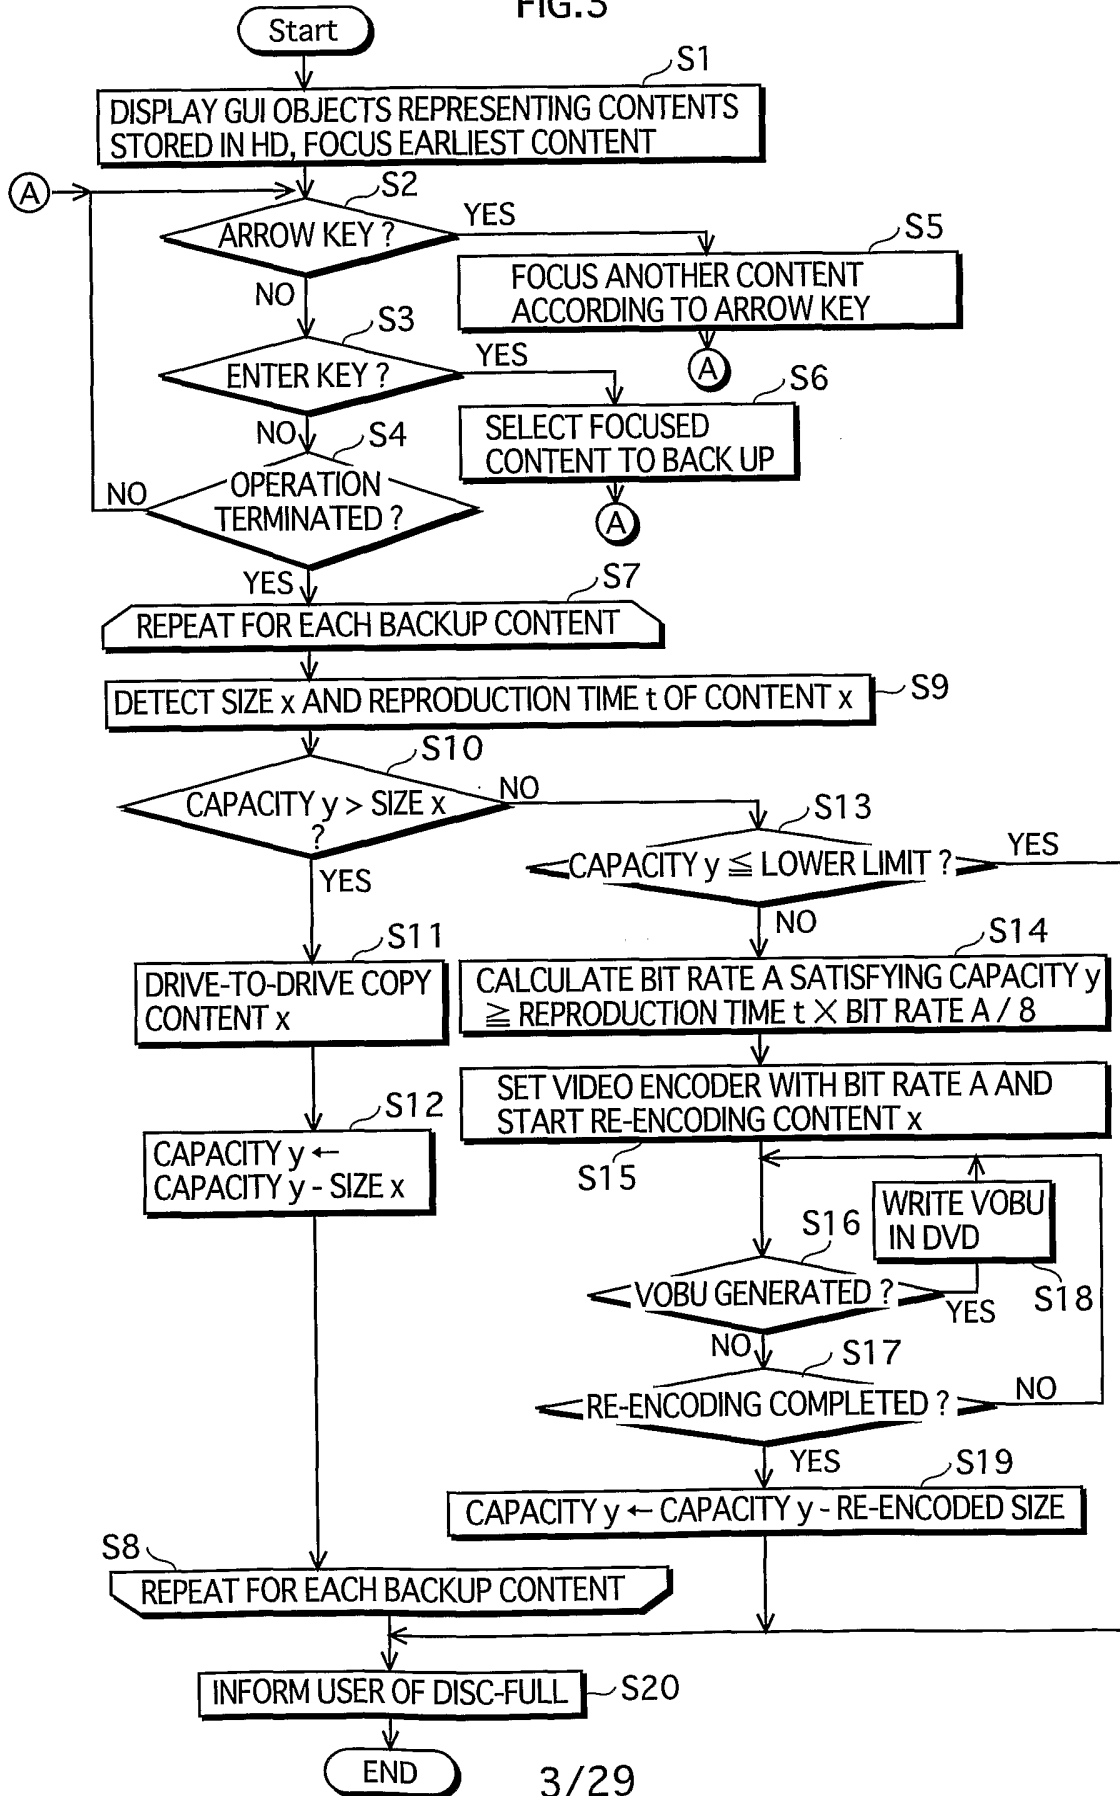 FIG.3
Start
S1
DISPLAY GUI OBJECTS REPRESENTING CONTENTS
STORED IN HD, FOCUS EARLIEST CONTENT
A
S2
ARROW KEY ?
YES
NO
S5
FOCUS ANOTHER CONTENT
ACCORDING TO ARROW KEY
A
S3
ENTER KEY ?
YES
NO
S6
SELECT FOCUSED
CONTENT TO BACK UP
A
S4
OPERATION
TERMINATED ?
NO
YES
S7
REPEAT FOR EACH BACKUP CONTENT
DETECT SIZE x AND REPRODUCTION TIME t OF CONTENT x
S9
S10
CAPACITY y > SIZE x
?
NO
YES
S13
CAPACITY y ≦ LOWER LIMIT ?
YES
NO
S11
DRIVE-TO-DRIVE COPY
CONTENT x
S14
CALCULATE BIT RATE A SATISFYING CAPACITY y
≧ REPRODUCTION TIME t X BIT RATE A / 8
SET VIDEO ENCODER WITH BIT RATE A AND
START RE-ENCODING CONTENT x
S15
S12
CAPACITY y ←
CAPACITY y - SIZE x
S16
VOBU GENERATED ?
YES
NO
WRITE VOBU
IN DVD
S18
S17
RE-ENCODING COMPLETED ?
NO
YES
S19
CAPACITY y ← CAPACITY y - RE-ENCODED SIZE
S8
REPEAT FOR EACH BACKUP CONTENT
INFORM USER OF DISC-FULL
S20
END
3/29